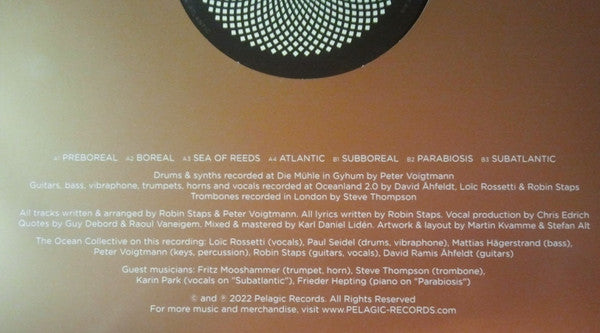 A1 PREBOREAL A2 BOREAL A3 SEA OF REEDS A4 ATLANTIC B1 SUBBOREAL B2 PARABIOSIS B3 SUBATLANTIC
Drums & synths recorded at Die Mühle in Gyhum by Peter Voigtmann
Guitars, bass, vibraphone, trumpets, horns and vocals recorded at Oceanland 2.0 by David Åhfeldt, Loïc Rossetti & Robin Staps
Trombones recorded in London by Steve Thompson
All tracks written & arranged by Robin Staps & Peter Voigtmann. All lyrics written by Robin Staps. Vocal production by Chris Edrich
Quotes by Guy Debord & Raoul Vaneigem. Mixed & mastered by Karl Daniel Lidén. Artwork & layout by Martin Kvamme & Stefan Alt
The Ocean Collective on this recording: Loïc Rossetti (vocals), Paul Seidel (drums, vibraphone), Mattias Hägerstrand (bass),
Peter Voigtmann (keys, percussion), Robin Staps (guitars, vocals), David Ramis Åhfeldt (guitars)
Guest musicians: Fritz Mooshammer (trumpet, horn), Steve Thompson (trombone),
Karin Park (vocals on "Subatlantic"), Frieder Hepting (piano on "Parabiosis")
© and ℗ 2022 Pelagic Records. All Rights Reserved
For more music and merchandise, visit www.PELAGIC-RECORDS.com